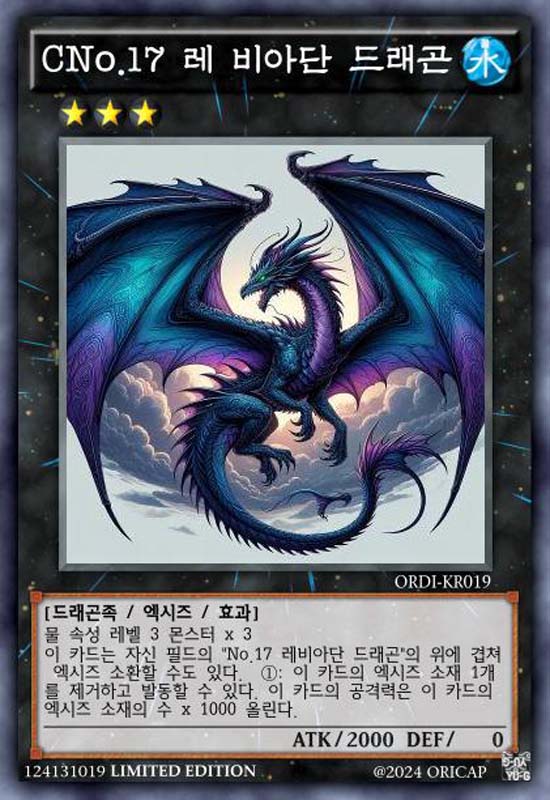 CNo.17 레 비아단 드래곤
水
ORDI-KR019
[드래곤족 / 엑시즈 / 효과]
물 속성 레벨 3 몬스터 x 3
이 카드는 자신 필드의 "No.17 레비아단 드래곤"의 위에 겹쳐
엑시즈 소환할 수도 있다. ①: 이 카드의 엑시즈 소재 1개
를 제거하고 발동할 수 있다. 이 카드의 공격력은 이 카드의
엑시즈 소재의 수 x 1000 올린다.
ATK/2000 DEF/ 0
124131019 LIMITED EDITION
@2024 ORICAP